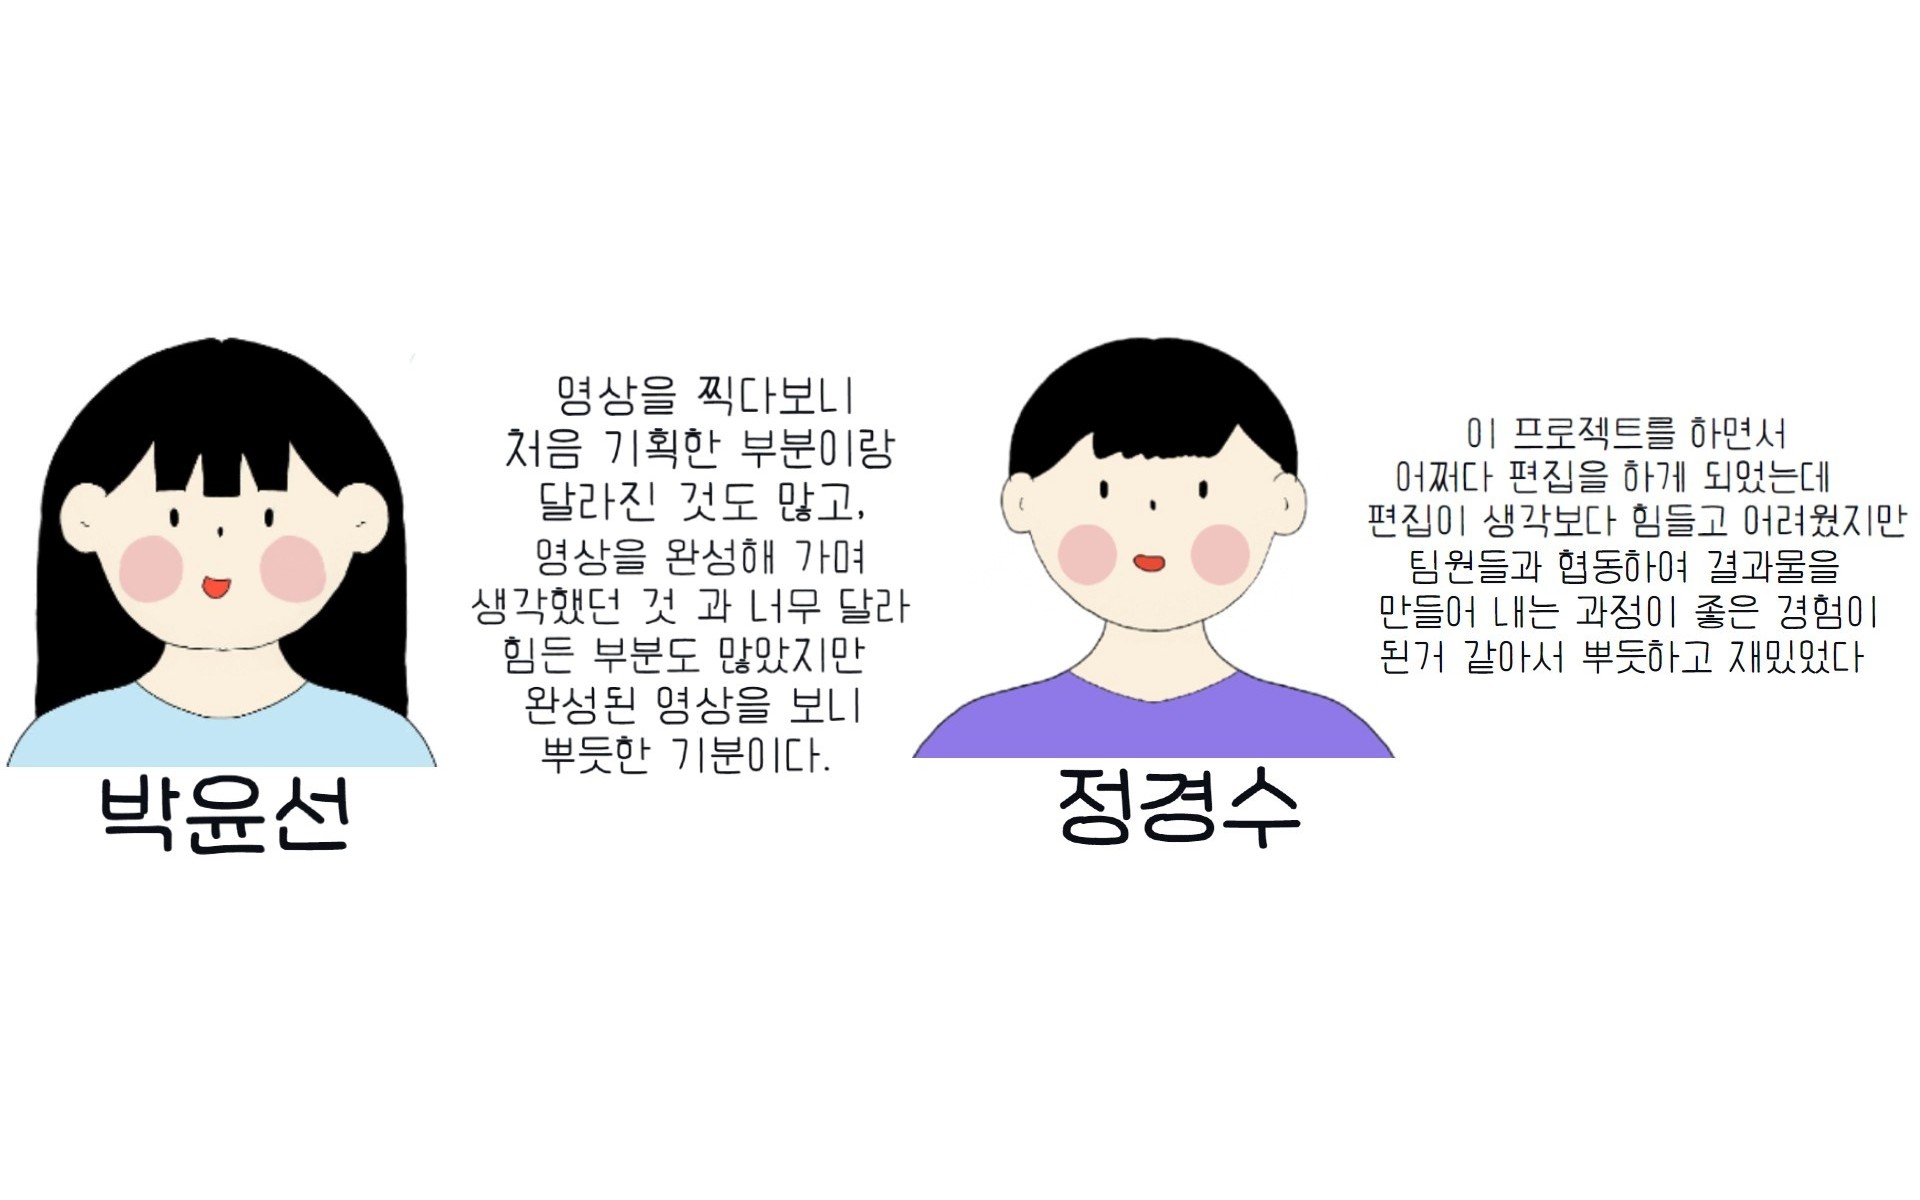 영상을 찍다보니
처음 기획한 부분이랑
달라진 것도 많고,
영상을 완성해 가며
생각했던 것 과 너무 달라
힘든 부분도 많았지만
완성된 영상을 보니
뿌듯한 기분이다.
박윤선
이 프로젝트를 하면서
어쩌다 편집을 하게 되었는데
편집이 생각보다 힘들고 어려웠지만
팀원들과 협동하여 결과물을
만들어 내는 과정이 좋은 경험이
된거 같아서 뿌듯하고 재밌었다
정경수